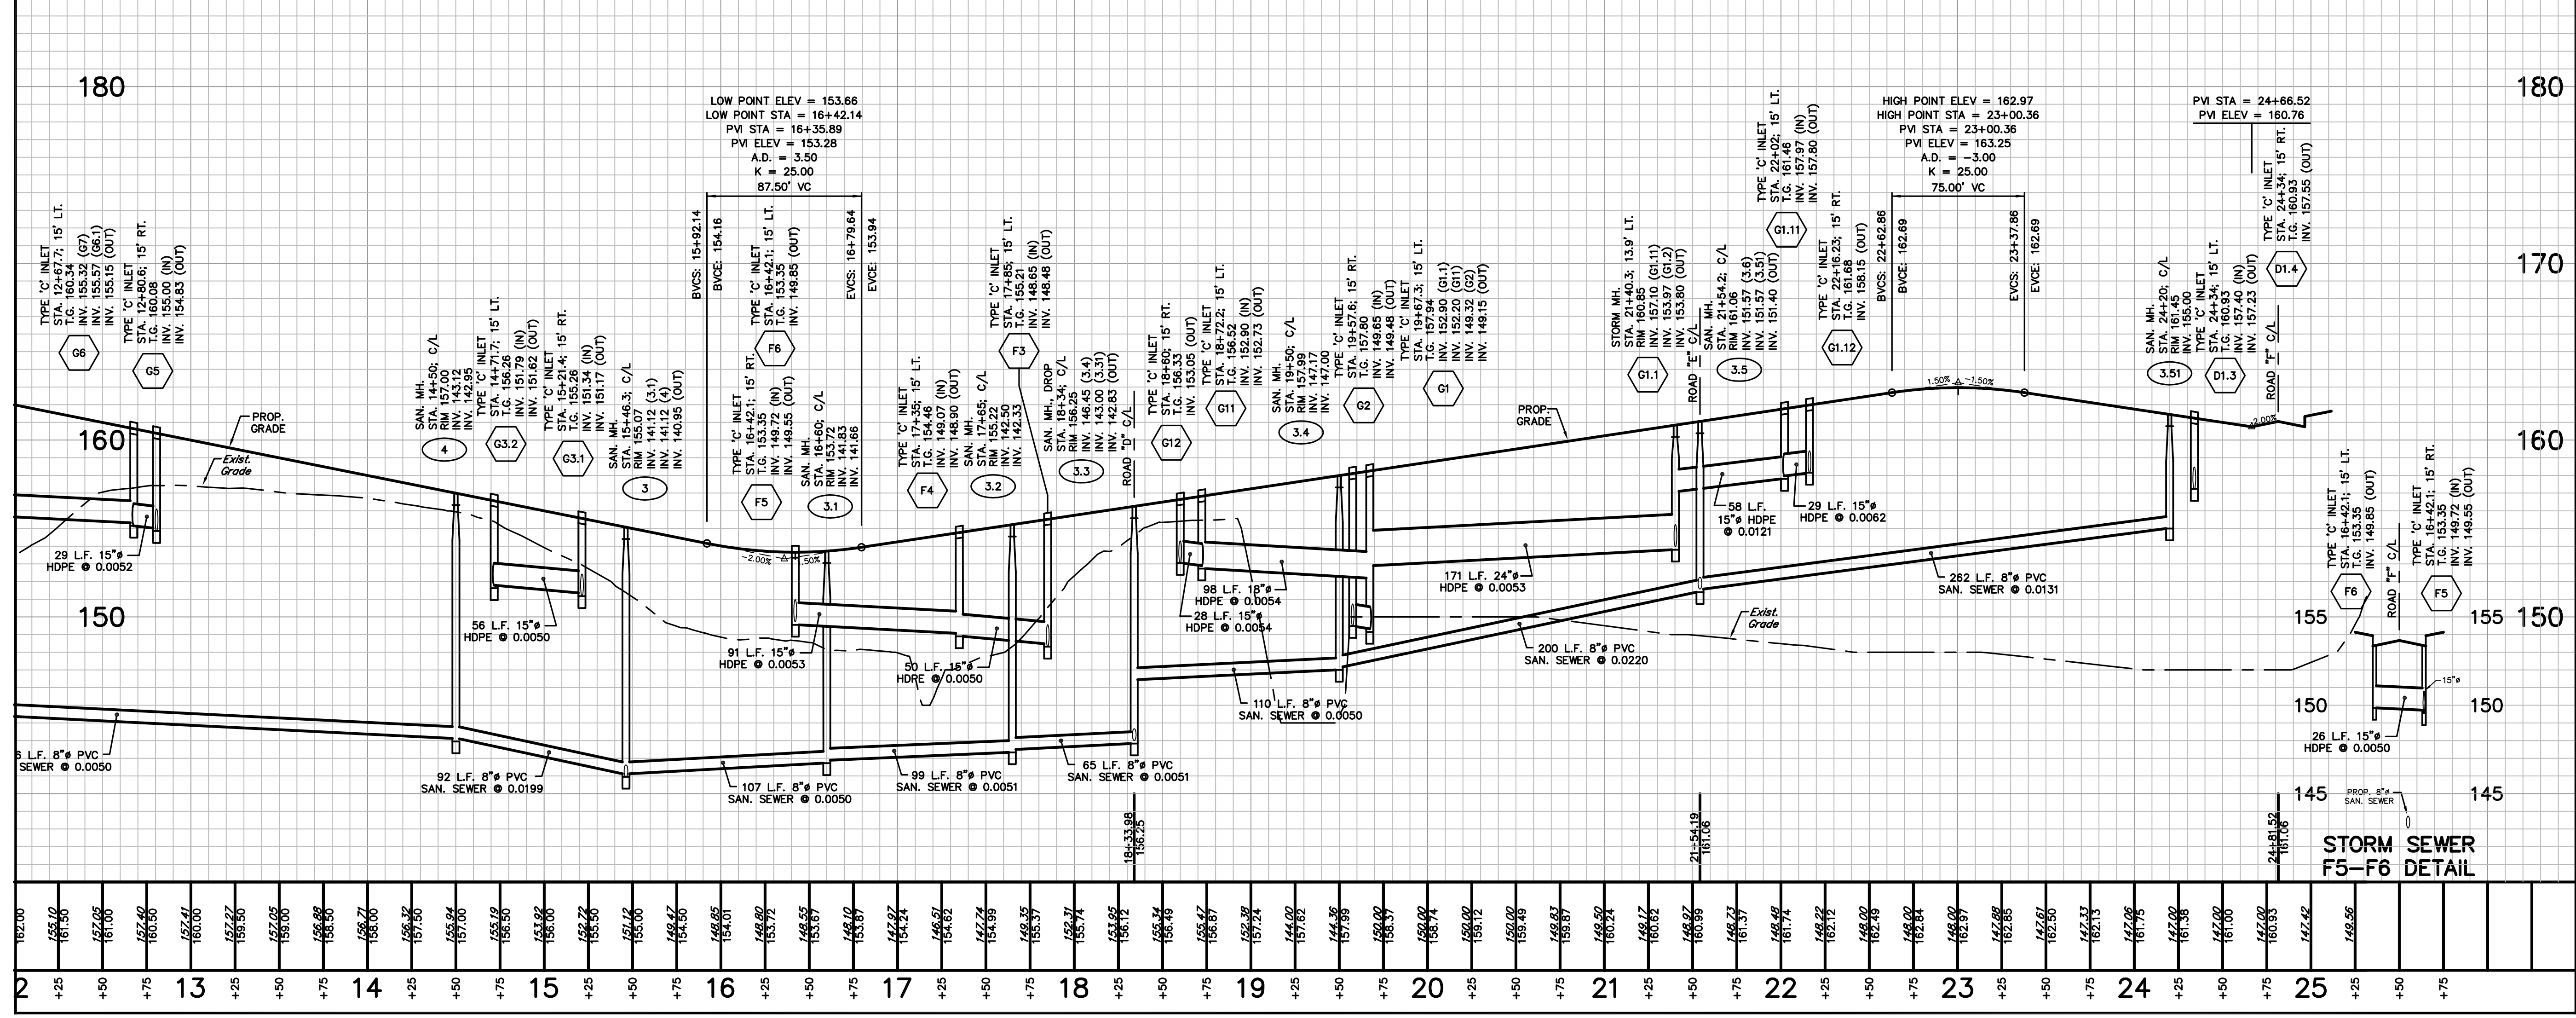 180
180
170
160
160
150
150
LOW POINT ELEV = 153.66
LOW POINT STA = 16+42.14
PVI STA = 16+35.89
PVI ELEV = 153.28
A.D. = 3.50
K = 25.00
87.50' VC
BVCS: 15+92.14
BVCE: 154.16
EVCS: 16+79.64
EVCE: 153.94
HIGH POINT ELEV = 162.97
HIGH POINT STA = 23+00.36
PVI STA = 23+00.36
PVI ELEV = 163.25
A.D. = -3.00
K = 25.00
75.00' VC
BVCS: 22+62.86
BVCE: 162.69
EVCS: 23+37.86
EVCE: 162.69
PVI STA = 24+66.52
PVI ELEV = 160.76
TYPE 'C' INLET
STA. 12+67.7; 15' LT.
T.G. 160.34
INV. 155.32 (G7)
INV. 155.57 (G6.1)
INV. 155.15 (OUT)
G6
TYPE 'C' INLET
STA. 12+80.6; 15' RT.
T.G. 160.08
INV. 155.00 (IN)
INV. 154.83 (OUT)
G5
SAN. MH.
STA. 14+50; C/L
RIM 157.00
INV. 143.12
INV. 142.95
4
TYPE 'C' INLET
STA. 14+71.7; 15' LT.
T.G. 156.26
INV. 151.79 (IN)
INV. 151.62 (OUT)
G3.2
TYPE 'C' INLET
STA. 15+21.4; 15' RT.
T.G. 155.26
INV. 151.34 (IN)
INV. 151.17 (OUT)
G3.1
SAN. MH.
STA. 15+46.3; C/L
RIM 155.07
INV. 141.12 (3.1)
INV. 141.12 (4)
INV. 140.95 (OUT)
3
TYPE 'C' INLET
STA. 16+42.1; 15' LT.
T.G. 153.35
INV. 149.85 (OUT)
F6
TYPE 'C' INLET
STA. 16+42.1; 15' RT.
T.G. 153.35
INV. 149.72 (IN)
INV. 149.55 (OUT)
F5
SAN. MH.
STA. 16+60; C/L
RIM 153.72
INV. 141.83
INV. 141.66
3.1
TYPE 'C' INLET
STA. 17+35; 15' LT.
T.G. 154.46
INV. 149.07 (IN)
INV. 148.90 (OUT)
F4
SAN. MH.
STA. 17+65; C/L
RIM 155.22
INV. 142.50
INV. 142.33
3.2
TYPE 'C' INLET
STA. 17+85; 15' LT.
T.G. 155.21
INV. 148.65 (IN)
INV. 148.48 (OUT)
F3
SAN. MH., DROP
STA. 18+34; C/L
RIM 156.25
INV. 146.45 (3.4)
INV. 143.00 (3.31)
INV. 142.83 (OUT)
3.3
ROAD "D" C/L
TYPE 'C' INLET
STA. 18+60; 15' RT.
T.G. 156.33
INV. 153.05 (OUT)
G12
TYPE 'C' INLET
STA. 18+72.2; 15' LT.
T.G. 156.52
INV. 152.90 (IN)
INV. 152.73 (OUT)
G11
SAN. MH.
STA. 19+50; C/L
RIM 157.99
INV. 147.17
INV. 147.00
3.4
TYPE 'C' INLET
STA. 19+57.6; 15' RT.
T.G. 157.80
INV. 149.65 (IN)
INV. 149.48 (OUT)
G2
TYPE 'C' INLET
STA. 19+67.3; 15' LT.
T.G. 157.94
INV. 152.90 (G1.1)
INV. 152.20 (G11)
INV. 149.32 (G2)
INV. 149.15 (OUT)
G1
STORM MH.
STA. 21+40.3; 13.9' LT.
RIM 160.85
INV. 157.10 (G1.11)
INV. 153.97 (G1.2)
INV. 153.80 (OUT)
G1.1
ROAD "E" C/L
SAN. MH.
STA. 21+54.2; C/L
RIM 161.06
INV. 151.57 (3.6)
INV. 151.57 (3.51)
INV. 151.40 (OUT)
3.5
TYPE 'C' INLET
STA. 22+02; 15' LT.
T.G. 161.46
INV. 157.97 (IN)
INV. 157.80 (OUT)
G1.11
TYPE 'C' INLET
STA. 22+16.23; 15' RT.
T.G. 161.68
INV. 158.15 (OUT)
G1.12
SAN. MH.
STA. 24+20; C/L
RIM 161.45
INV. 155.00
3.51
TYPE 'C' INLET
STA. 24+34; 15' LT.
T.G. 160.93
INV. 157.40 (IN)
INV. 157.23 (OUT)
D1.3
TYPE 'C' INLET
STA. 24+34; 15' RT.
T.G. 160.93
INV. 157.55 (OUT)
D1.4
ROAD "F" C/L
PROP.
GRADE
Exist.
Grade
PROP.
GRADE
Exist.
Grade
-2.00%
1.50%
1.50%
-1.50%
-2.00%
29 L.F. 15"ø
HDPE @ 0.0052
56 L.F. 15"ø
HDPE @ 0.0050
91 L.F. 15"ø
HDPE @ 0.0053
50 L.F. 15"ø
HDPE @ 0.0050
98 L.F. 18"ø
HDPE @ 0.0054
28 L.F. 15"ø
HDPE @ 0.0054
171 L.F. 24"ø
HDPE @ 0.0053
58 L.F.
15"ø HDPE
@ 0.0121
29 L.F. 15"ø
HDPE @ 0.0062
262 L.F. 8"ø PVC
SAN. SEWER @ 0.0131
200 L.F. 8"ø PVC
SAN. SEWER @ 0.0220
110 L.F. 8"ø PVC
SAN. SEWER @ 0.0050
6 L.F. 8"ø PVC
SEWER @ 0.0050
92 L.F. 8"ø PVC
SAN. SEWER @ 0.0199
107 L.F. 8"ø PVC
SAN. SEWER @ 0.0050
99 L.F. 8"ø PVC
SAN. SEWER @ 0.0051
65 L.F. 8"ø PVC
SAN. SEWER @ 0.0051
18+33.98
156.25
21+54.19
161.06
24+81.52
161.06
TYPE 'C' INLET
STA. 16+42.1; 15' LT.
T.G. 153.35
INV. 149.85 (OUT)
F6
ROAD "F" C/L
TYPE 'C' INLET
STA. 16+42.1; 15' RT.
T.G. 153.35
INV. 149.72 (IN)
INV. 149.55 (OUT)
F5
155
155
150
150
145
145
15"ø
26 L.F. 15"ø
HDPE @ 0.0050
PROP. 8"ø
SAN. SEWER
STORM SEWER
F5-F6 DETAIL
162.00
155.10 161.50
157.05 161.00
157.40 160.50
157.41 160.00
157.27 159.50
157.05 159.00
156.88 158.50
156.71 158.00
156.32 157.50
155.94 157.00
155.19 156.50
153.92 156.00
152.72 155.50
151.12 155.00
149.47 154.50
148.85 154.01
148.80 153.72
148.55 153.67
148.10 153.87
147.97 154.24
146.51 154.62
147.74 154.99
149.35 155.37
152.31 155.74
153.95 156.12
155.34 156.49
155.47 156.87
152.38 157.24
144.00 157.62
144.36 157.99
150.00 158.37
150.00 158.74
150.00 159.12
150.00 159.49
149.83 159.87
149.50 160.24
149.17 160.62
148.97 160.99
148.73 161.37
148.48 161.74
148.22 162.12
148.00 162.49
148.00 162.84
148.00 162.97
147.88 162.85
147.61 162.50
147.33 162.13
147.06 161.75
147.00 161.38
147.00 161.00
147.00 160.93
147.42
149.56
2 +25 +50 +75 13 +25 +50 +75 14 +25 +50 +75 15 +25 +50 +75 16 +25 +50 +75 17 +25 +50 +75 18 +25 +50 +75 19 +25 +50 +75 20 +25 +50 +75 21 +25 +50 +75 22 +25 +50 +75 23 +25 +50 +75 24 +25 +50 +75 25 +25 +50 +75